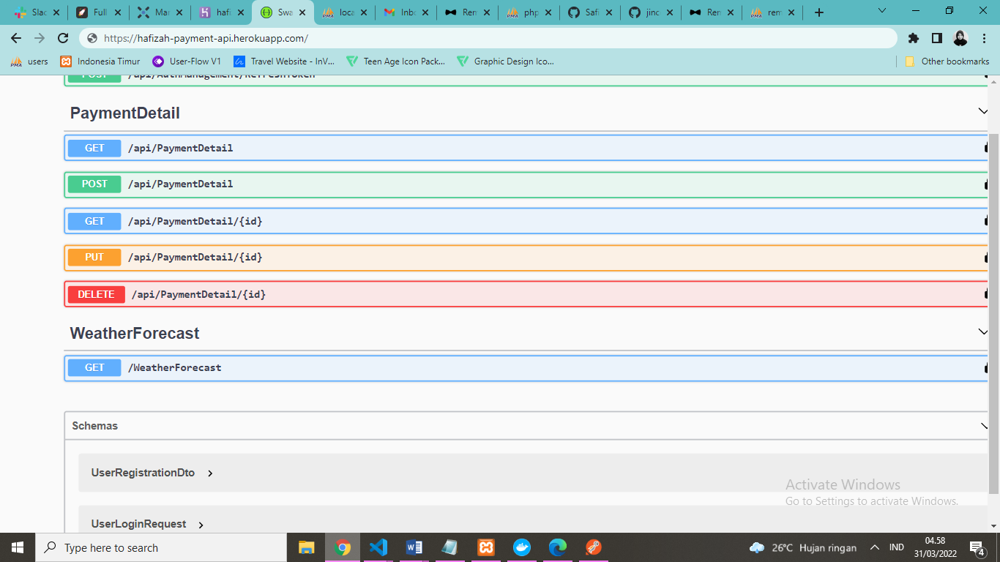 Slac
Full
Mar
hafi
Swa
loca
Inbo
Ren
php
Safi
jinc
Ren
rem
https://hafizah-payment-api.herokuapp.com/
users
Indonesia Timur
User-Flow V1
Travel Website - InV...
Teen Age Icon Pack...
Graphic Design Ico...
Other bookmarks
POST /api/AuthManagement/RefreshToken
PaymentDetail
GET /api/PaymentDetail
POST /api/PaymentDetail
GET /api/PaymentDetail/{id}
PUT /api/PaymentDetail/{id}
DELETE /api/PaymentDetail/{id}
WeatherForecast
GET /WeatherForecast
Schemas
UserRegistrationDto
UserLoginRequest
Activate Windows
Go to Settings to activate Windows.
Type here to search
26°C Hujan ringan
IND
04.58
31/03/2022
4